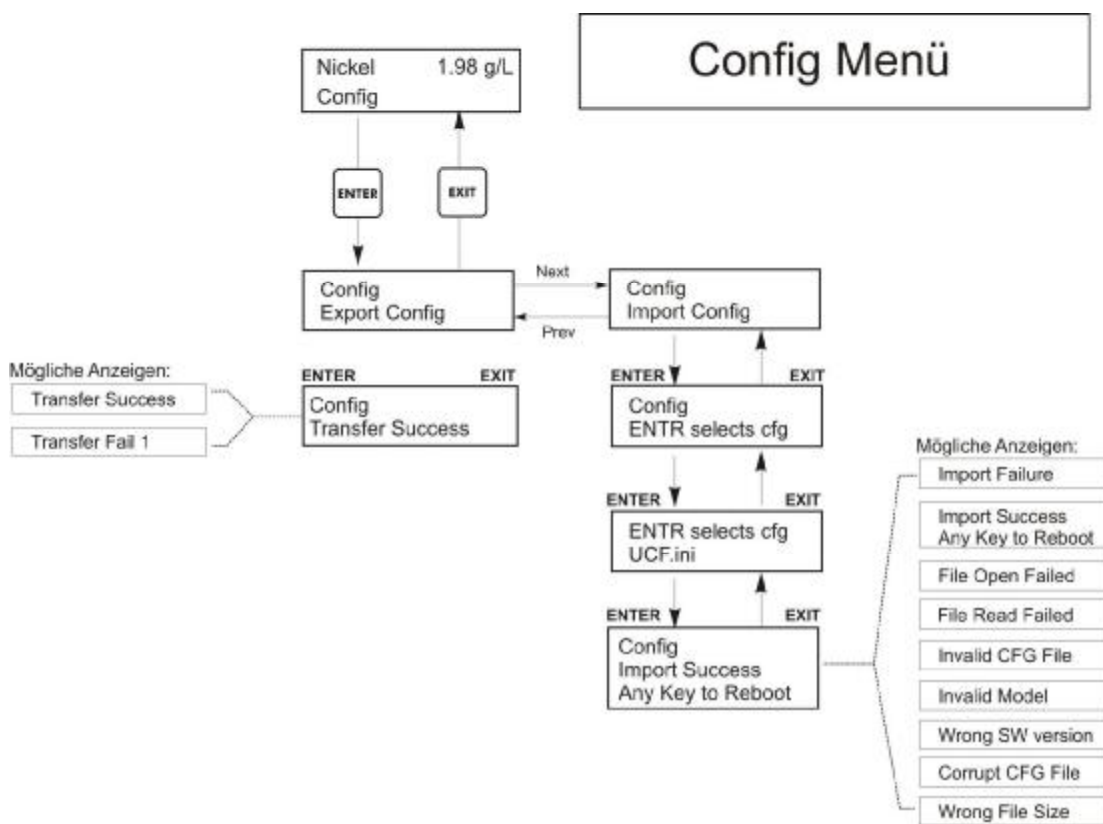 Config Menü
Nickel 1.98 g/L
Config
ENTER
EXIT
Config
Export Config
Next
Prev
Config
Import Config
Mögliche Anzeigen:
Transfer Success
Transfer Fail 1
ENTER EXIT
Config
Transfer Success
ENTER EXIT
Config
ENTR selects cfg
ENTER EXIT
ENTR selects cfg
UCF.ini
ENTER EXIT
Config
Import Success
Any Key to Reboot
Mögliche Anzeigen:
Import Failure
Import Success
Any Key to Reboot
File Open Failed
File Read Failed
Invalid CFG File
Invalid Model
Wrong SW version
Corrupt CFG File
Wrong File Size